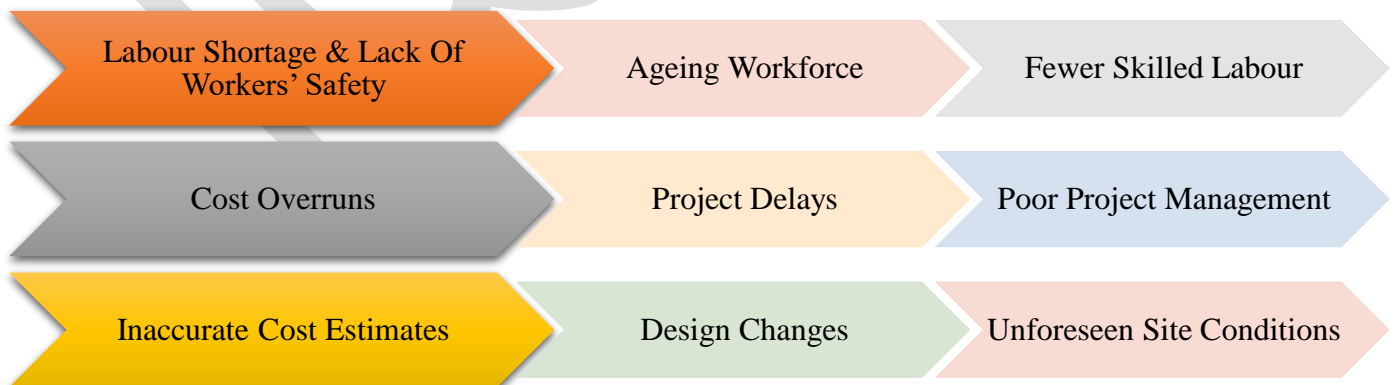 Labour Shortage & Lack Of
Workers’ Safety
Ageing Workforce
Fewer Skilled Labour
Cost Overruns
Project Delays
Poor Project Management
Inaccurate Cost Estimates
Design Changes
Unforeseen Site Conditions